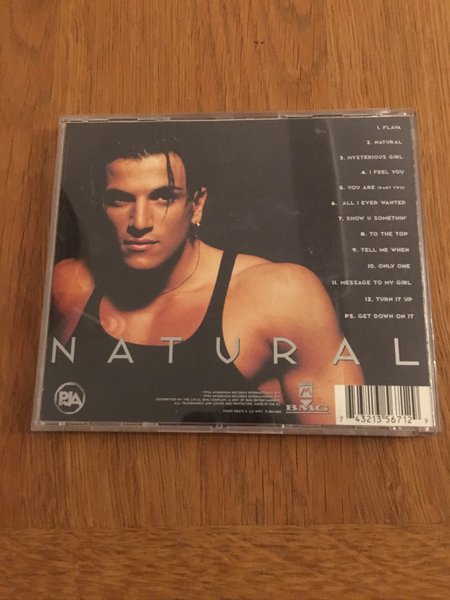 1. FLAVA
2. NATURAL
3. MYSTERIOUS GIRL
4. I FEEL YOU
5. YOU ARE (PART TWO)
6. ALL I EVER WANTED
7. SHOW U SOMETHIN'
8. TO THE TOP
9. TELL ME WHEN
10. ONLY ONE
11. MESSAGE TO MY GIRL
12. TURN IT UP
PS. GET DOWN ON IT
NATURAL
PJA
BMG
7 43213 56712 9